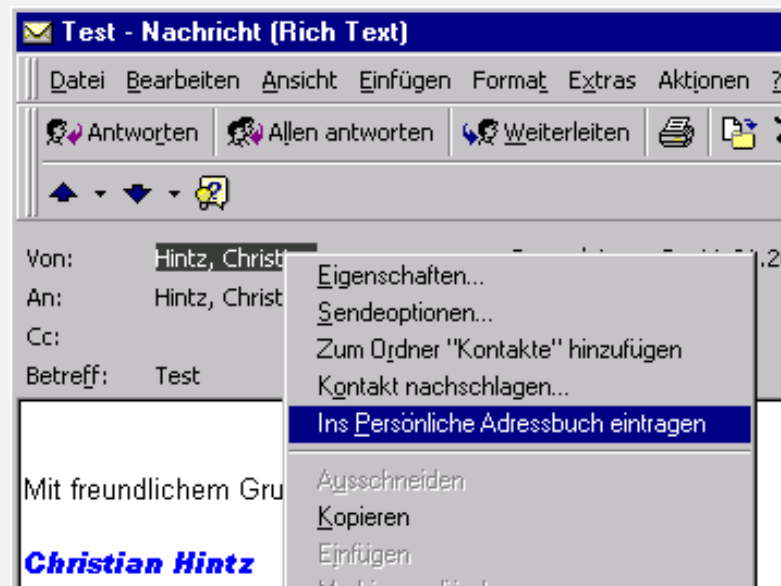 Test - Nachricht (Rich Text)
Datei Bearbeiten Ansicht Einfügen Format Extras Aktionen ?
Antworten Allen antworten Weiterleiten
Von: Hintz,
An: Hintz, Christ
Cc:
Betreff: Test
Eigenschaften...
Sendeoptionen...
Zum Ordner "Kontakte" hinzufügen
Kontakt nachschlagen...
Ins Persönliche Adressbuch eintragen
Ausschneiden
Kopieren
Einfügen
Mit freundlichem Gru
Christian Hintz